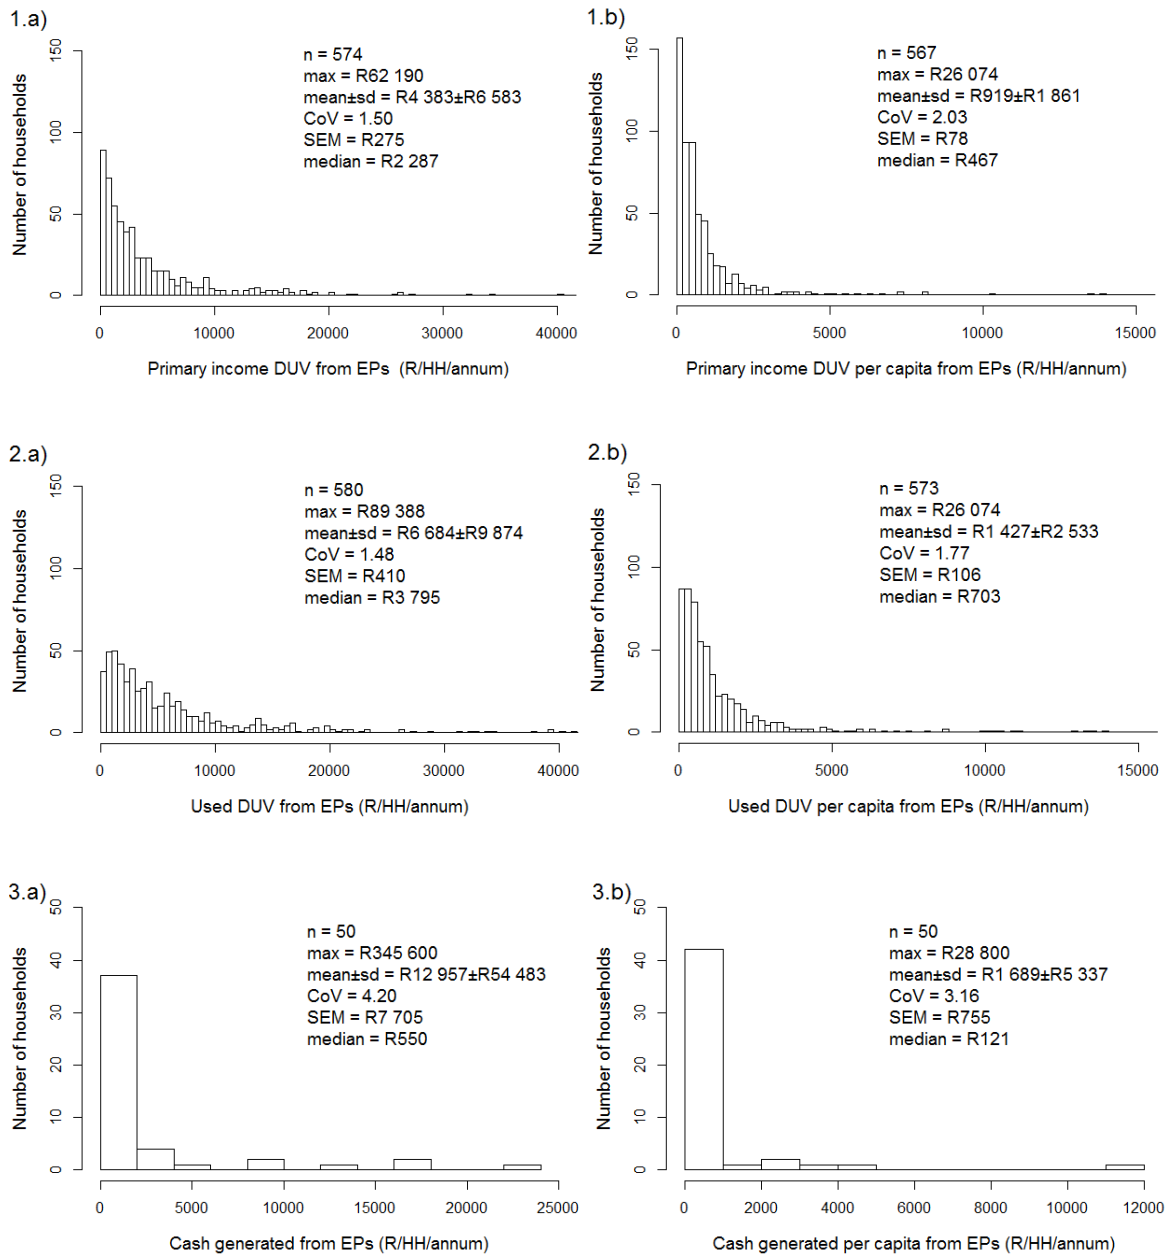 1.a)
n = 574
max = R62 190
mean±sd = R4 383±R6 583
CoV = 1.50
SEM = R275
median = R2 287
Number of households
0
50
100
150
0
10000
20000
30000
40000
Primary income DUV from EPs (R/HH/annum)
1.b)
n = 567
max = R26 074
mean±sd = R919±R1 861
CoV = 2.03
SEM = R78
median = R467
Number of households
0
50
100
150
0
5000
10000
15000
Primary income DUV per capita from EPs (R/HH/annum)
2.a)
n = 580
max = R89 388
mean±sd = R6 684±R9 874
CoV = 1.48
SEM = R410
median = R3 795
Number of households
0
50
100
150
0
10000
20000
30000
40000
Used DUV from EPs (R/HH/annum)
2.b)
n = 573
max = R26 074
mean±sd = R1 427±R2 533
CoV = 1.77
SEM = R106
median = R703
Number of households
0
50
100
150
0
5000
10000
15000
Used DUV per capita from EPs (R/HH/annum)
3.a)
n = 50
max = R345 600
mean±sd = R12 957±R54 483
CoV = 4.20
SEM = R7 705
median = R550
Number of households
0
10
20
30
40
50
0
5000
10000
15000
20000
25000
Cash generated from EPs (R/HH/annum)
3.b)
n = 50
max = R28 800
mean±sd = R1 689±R5 337
CoV = 3.16
SEM = R755
median = R121
Number of households
0
10
20
30
40
50
0
2000
4000
6000
8000
10000
12000
Cash generated per capita from EPs (R/HH/annum)